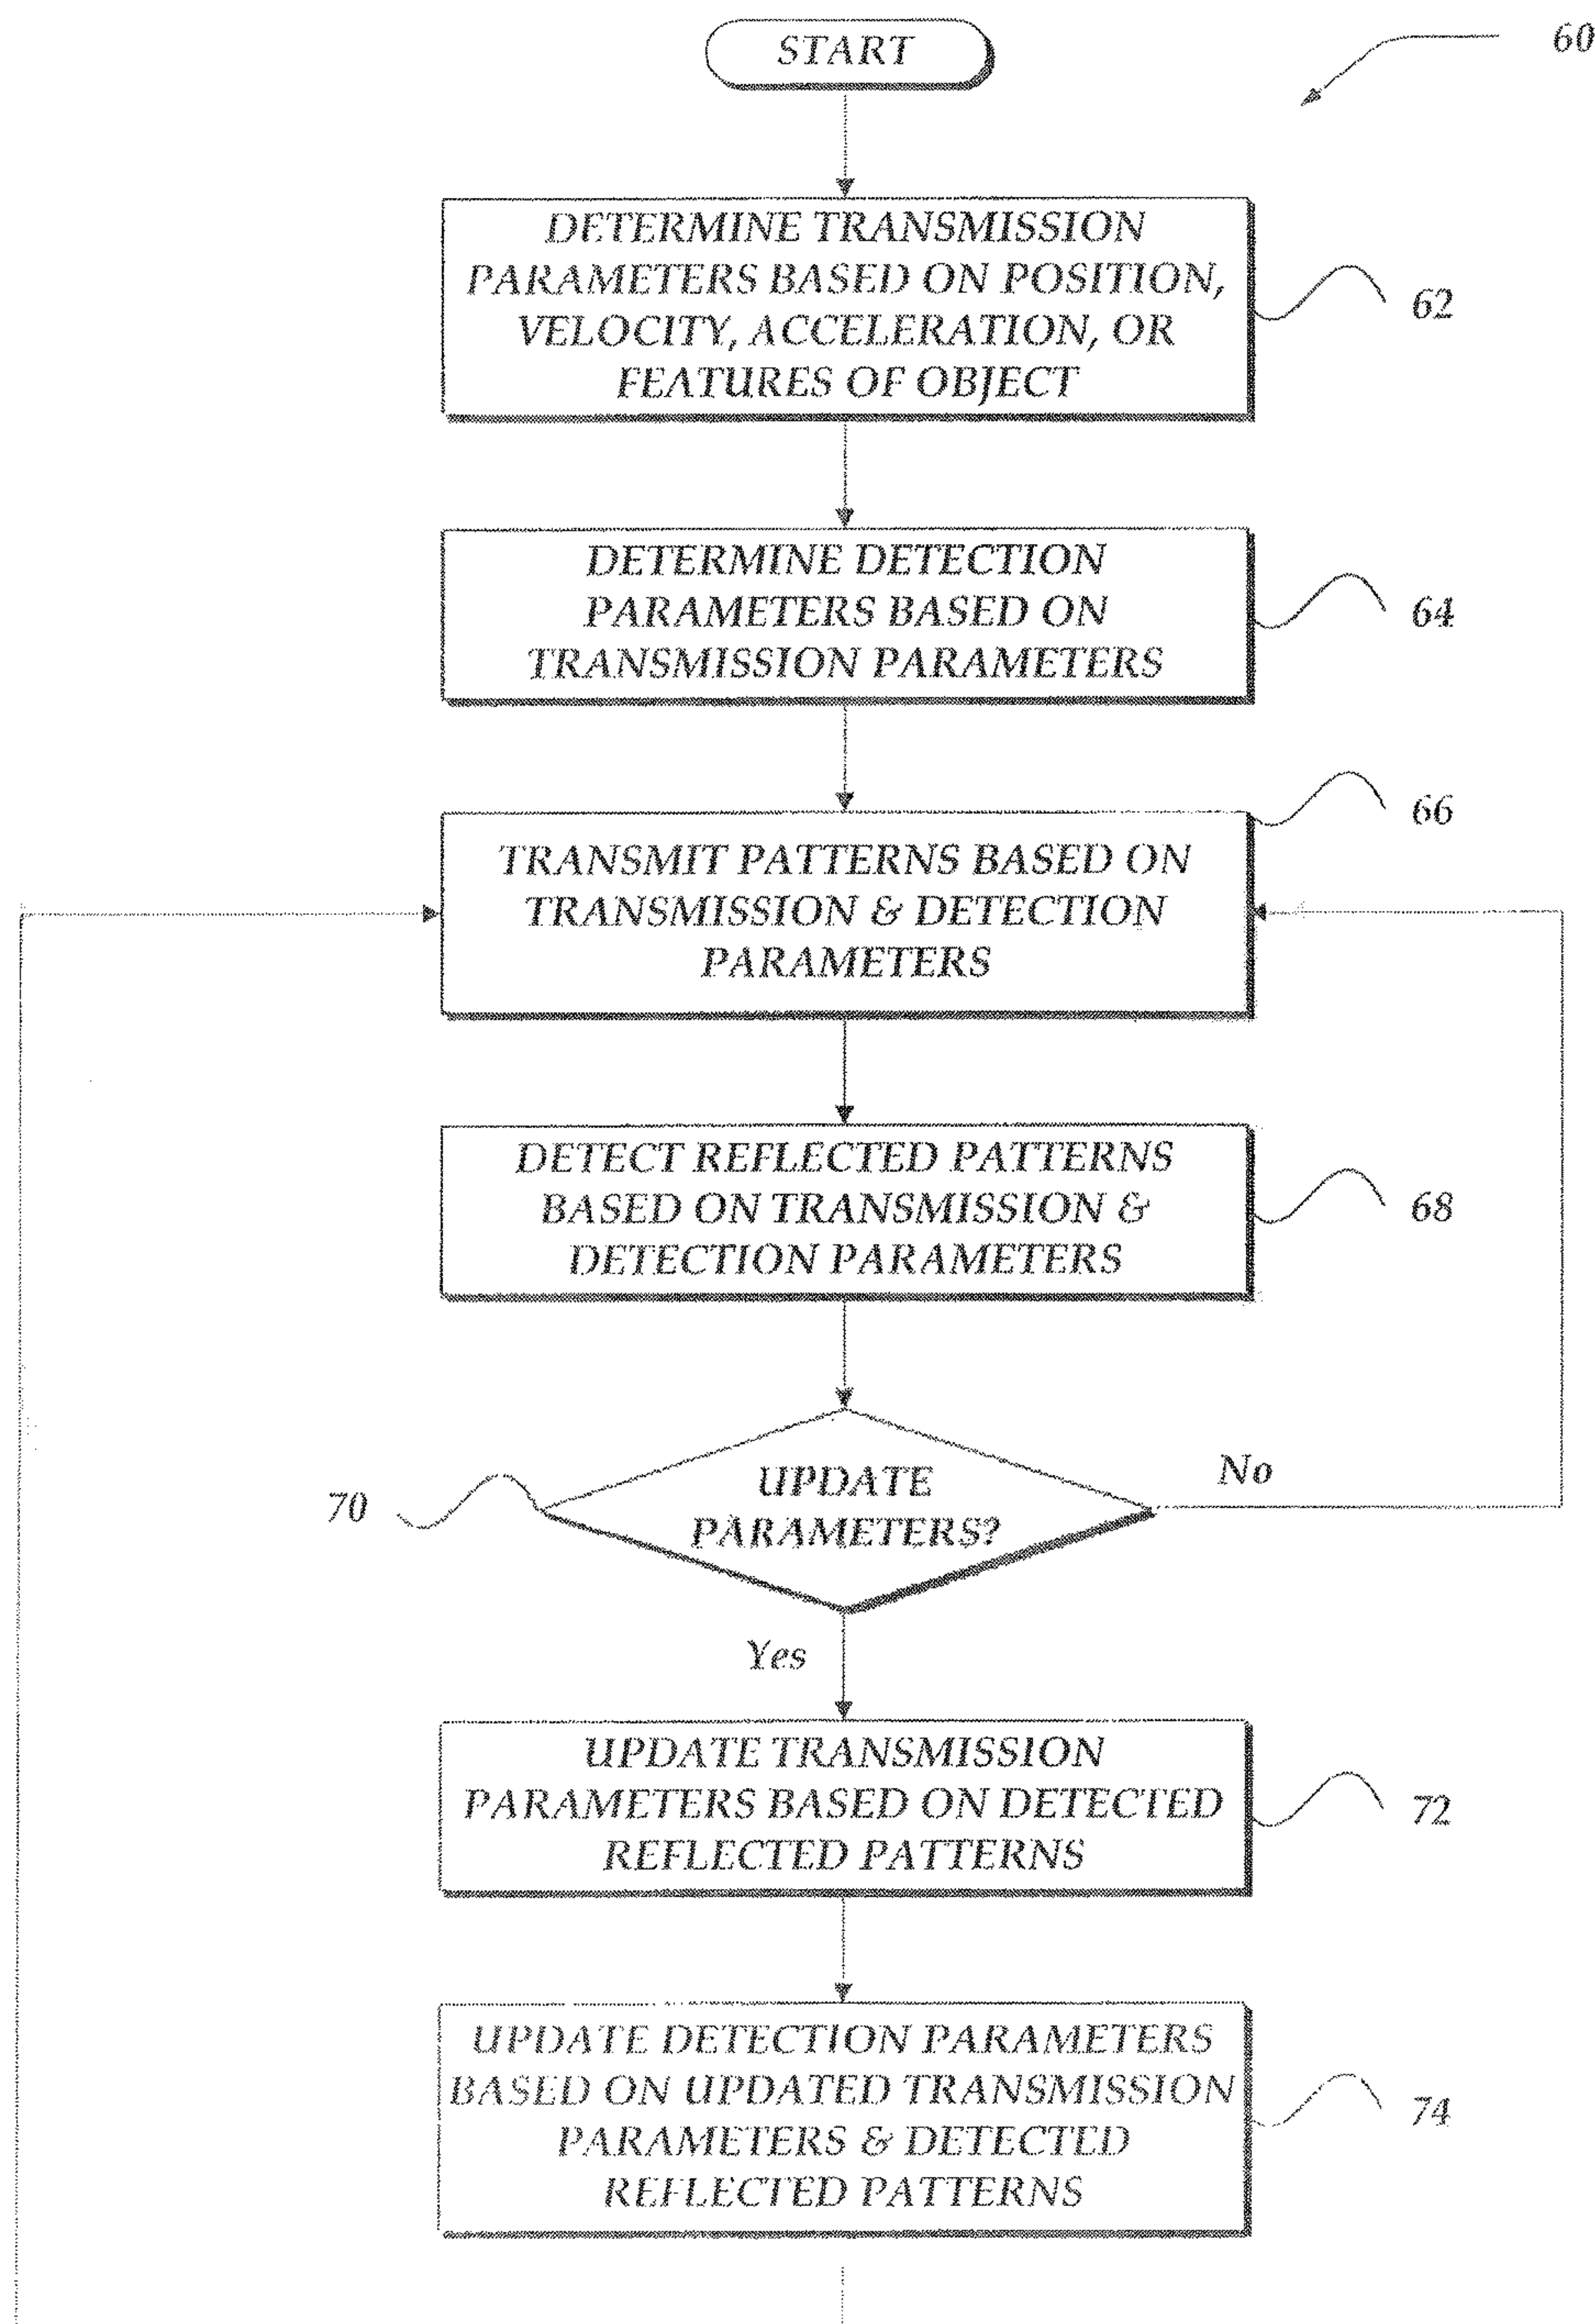 START
60
DETERMINE TRANSMISSION
PARAMETERS BASED ON POSITION,
VELOCITY, ACCELERATION, OR
FEATURES OF OBJECT
62
DETERMINE DETECTION
PARAMETERS BASED ON
TRANSMISSION PARAMETERS
64
66
TRANSMIT PATTERNS BASED ON
TRANSMISSION & DETECTION
PARAMETERS
DETECT REFLECTED PATTERNS
BASED ON TRANSMISSION &
DETECTION PARAMETERS
68
70
UPDATE
PARAMETERS?
No
Yes
UPDATE TRANSMISSION
PARAMETERS BASED ON DETECTED
REFLECTED PATTERNS
72
UPDATE DETECTION PARAMETERS
BASED ON UPDATED TRANSMISSION
PARAMETERS & DETECTED
REFLECTED PATTERNS
74